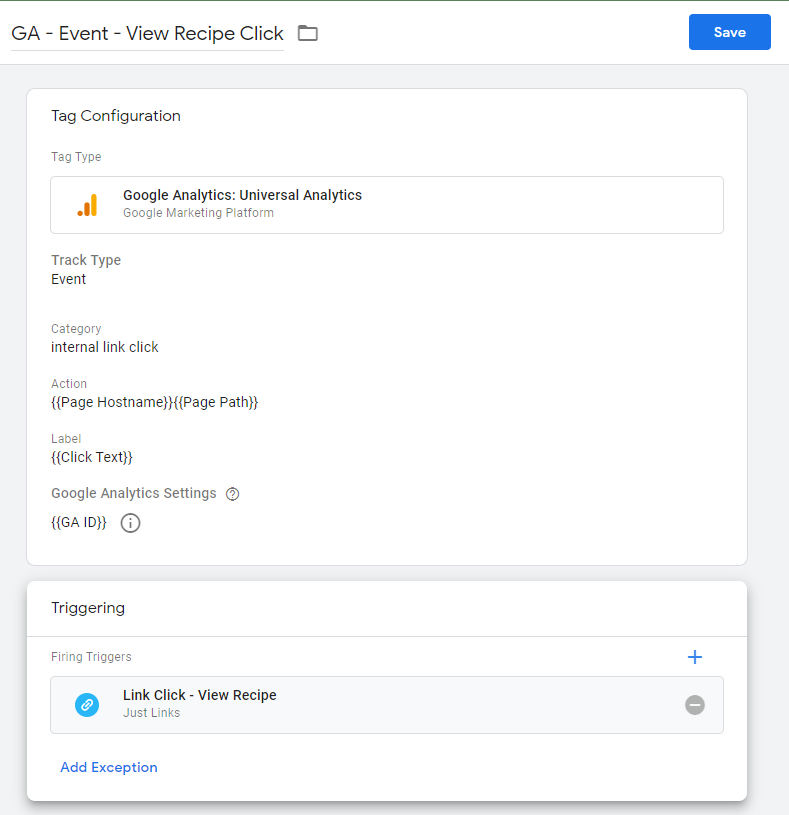 GA - Event - View Recipe Click
Save
Tag Configuration
Tag Type
Google Analytics: Universal Analytics
Google Marketing Platform
Track Type
Event
Category
internal link click
Action
{{Page Hostname}}{{Page Path}}
Label
{{Click Text}}
Google Analytics Settings
{{GA ID}}
Triggering
Firing Triggers
Link Click - View Recipe
Just Links
Add Exception